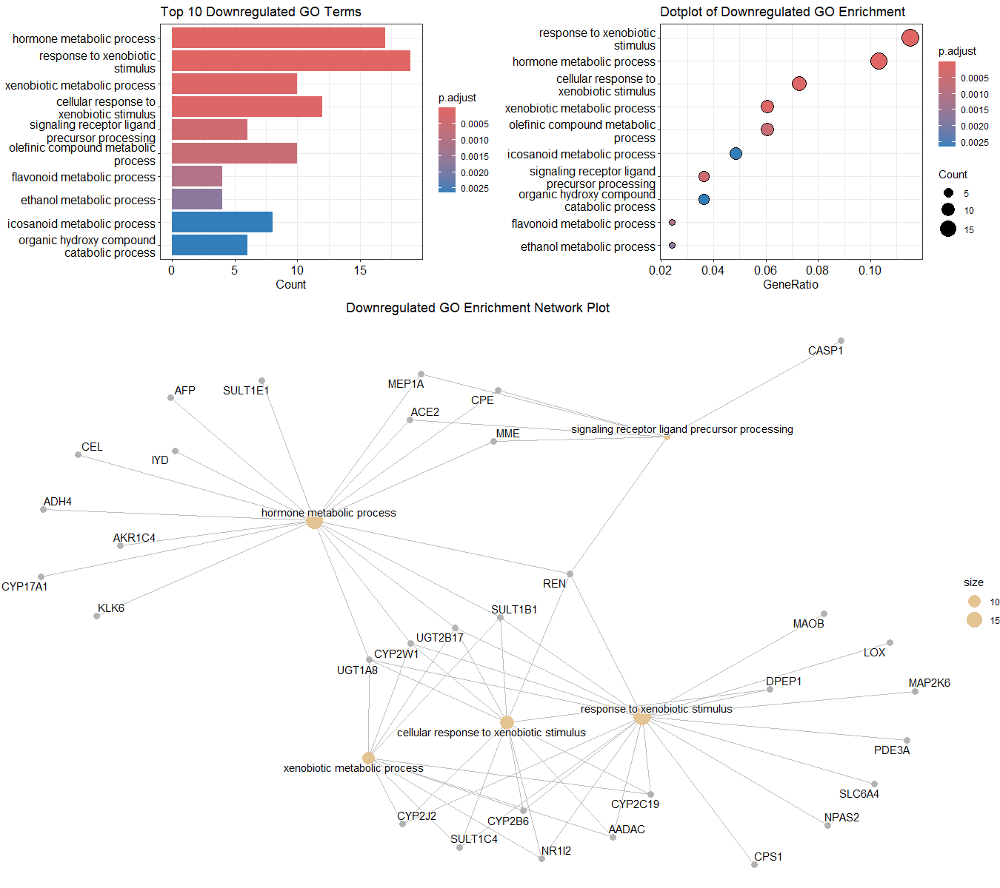 Top 10 Downregulated GO Terms
hormone metabolic process
response to xenobiotic
stimulus
xenobiotic metabolic process
cellular response to
xenobiotic stimulus
signaling receptor ligand
precursor processing
olefinic compound metabolic
process
flavonoid metabolic process
ethanol metabolic process
icosanoid metabolic process
organic hydroxy compound
catabolic process
0 5 10 15
Count
p.adjust
0.0005
0.0010
0.0015
0.0020
0.0025
Dotplot of Downregulated GO Enrichment
response to xenobiotic
stimulus
hormone metabolic process
cellular response to
xenobiotic stimulus
xenobiotic metabolic process
olefinic compound metabolic
process
icosanoid metabolic process
signaling receptor ligand
precursor processing
organic hydroxy compound
catabolic process
flavonoid metabolic process
ethanol metabolic process
0.02 0.04 0.06 0.08 0.10
GeneRatio
p.adjust
0.0005
0.0010
0.0015
0.0020
0.0025
Count
5
10
15
Downregulated GO Enrichment Network Plot
CASP1
MEP1A
AFP
SULT1E1
CPE
ACE2
signaling receptor ligand precursor processing
MME
CEL
IYD
ADH4
hormone metabolic process
AKR1C4
CYP17A1
REN
KLK6
SULT1B1
MAOB
UGT2B17
CYP2W1
LOX
UGT1A8
DPEP1
MAP2K6
response to xenobiotic stimulus
cellular response to xenobiotic stimulus
PDE3A
xenobiotic metabolic process
SLC6A4
CYP2C19
CYP2J2
CYP2B6
NPAS2
AADAC
SULT1C4
NR1I2
CPS1
size
10
15